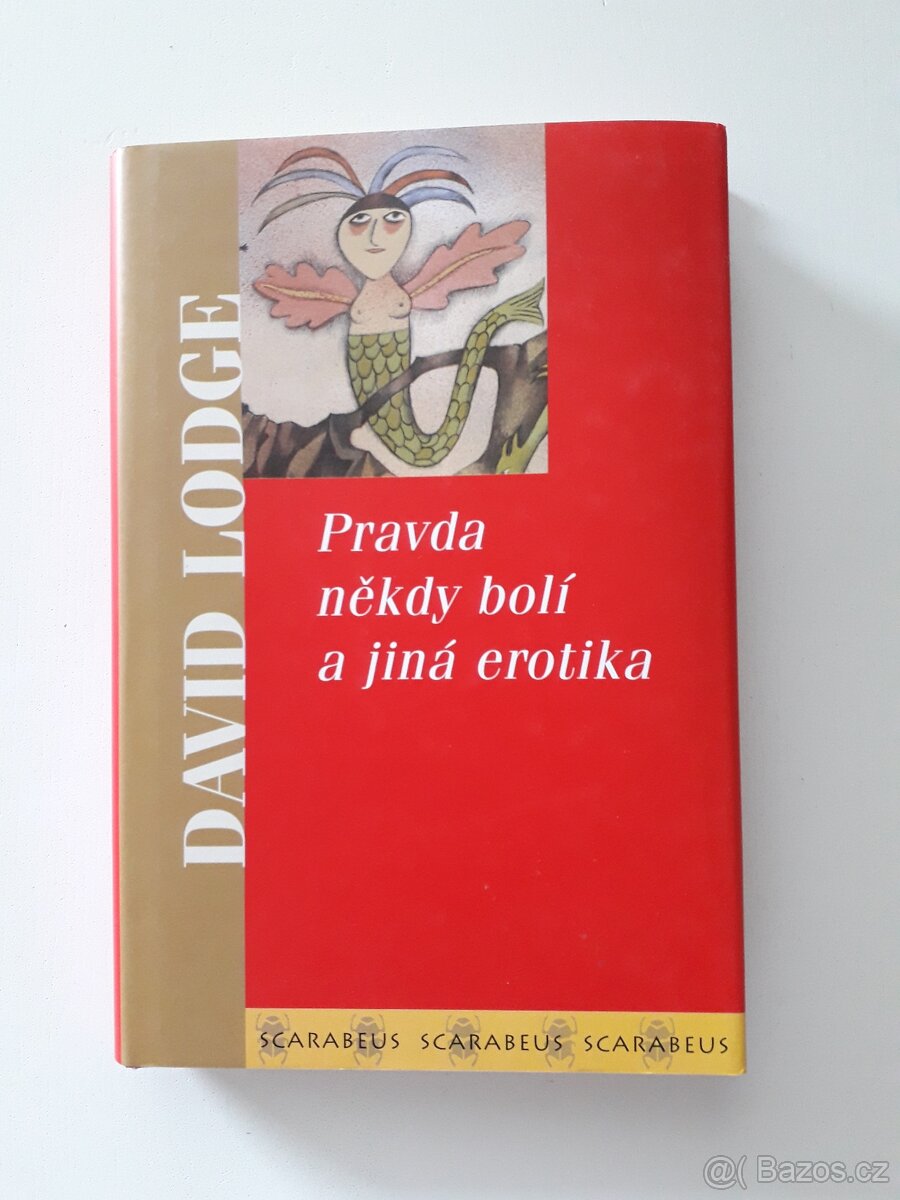 DAVID LODGE
Pravda
někdy bolí
a jiná erotika
SCARABEUS SCARABEUS SCARABEUS
@( Bazos.cz